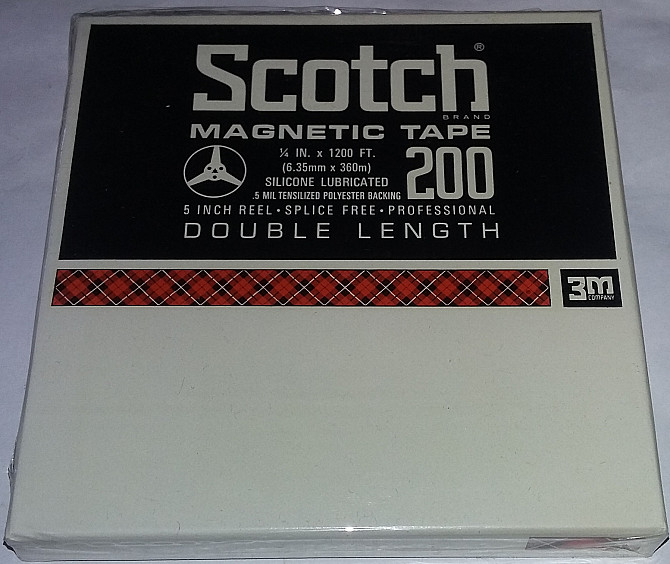 Scotch®
BRAND
MAGNETIC TAPE
¼ IN. x 1200 FT.
(6.35mm x 360m)
SILICONE LUBRICATED
.5 MIL TENSILIZED POLYESTER BACKING
200
5 INCH REEL • SPLICE FREE • PROFESSIONAL
DOUBLE LENGTH
3M
COMPANY